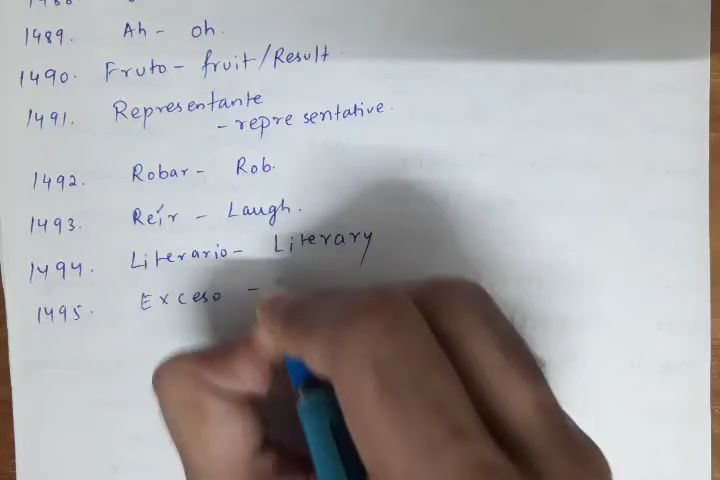 1488.
1489. Ah - oh.
1490. Fruto - fruit/Result.
1491. Representante
- representative.
1492. Robar - Rob.
1493. Reír - Laugh.
1494. Literario - Literary
1495. Exceso -